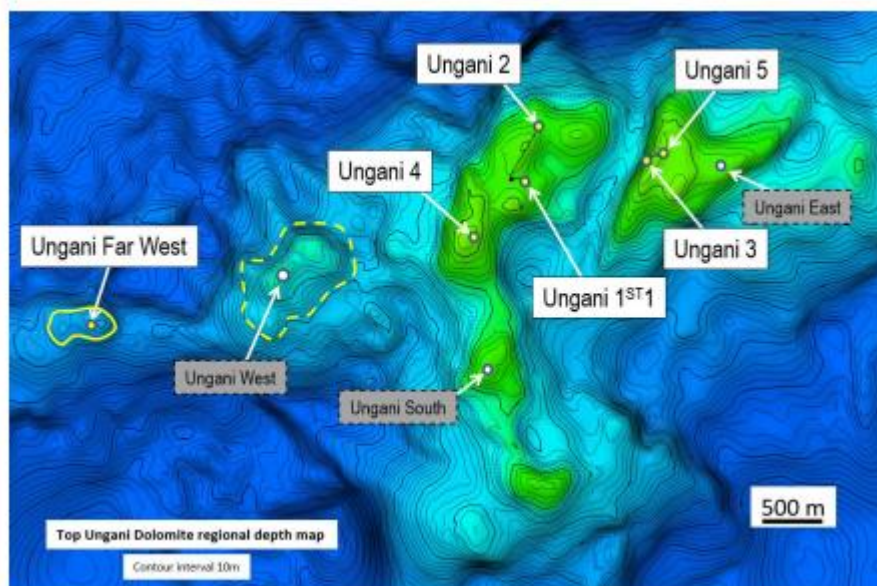 Ungani 2
Ungani 5
Ungani 4
Ungani East
Ungani Far West
Ungani 3
Ungani 1ST1
Ungani West
Ungani South
500 m
Top Ungani Dolomite regional depth map
Contour interval 10m